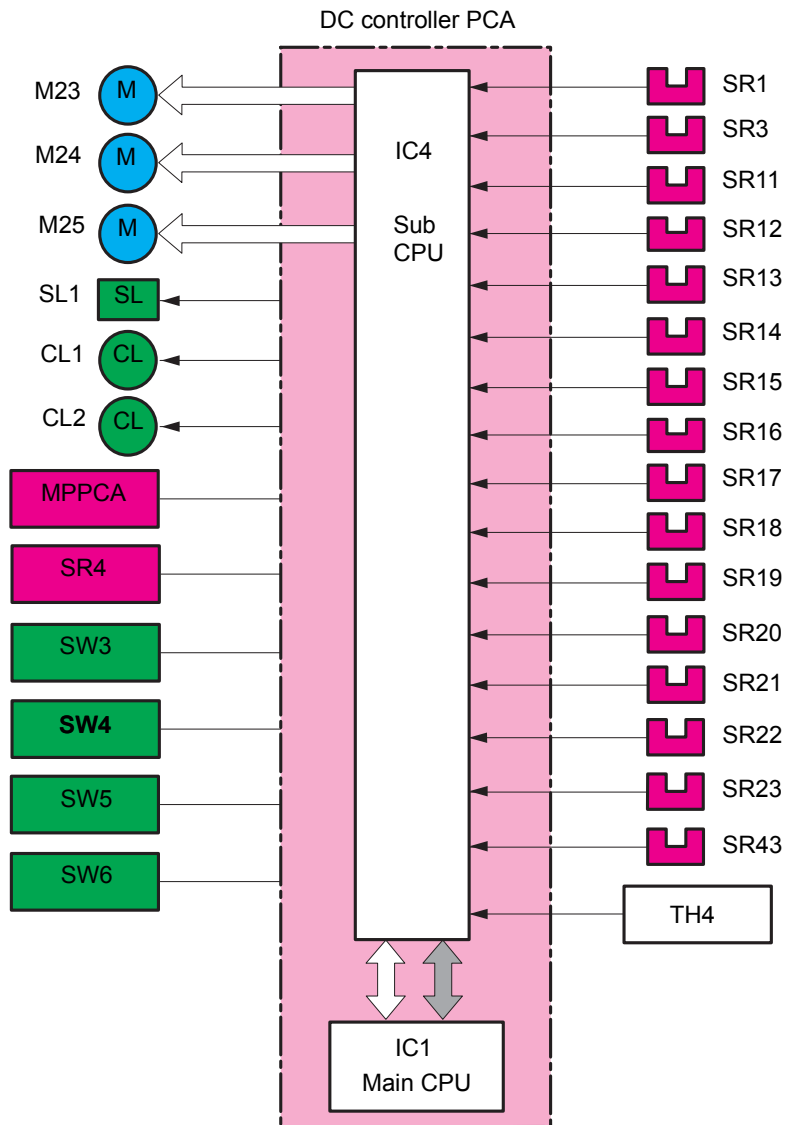 DC controller PCA
M23
M
M24
M
M25
M
SL1
SL
CL1
CL
CL2
CL
MPPCA
SR4
SW3
SW4
SW5
SW6
IC4
Sub
CPU
IC1
Main CPU
SR1
SR3
SR11
SR12
SR13
SR14
SR15
SR16
SR17
SR18
SR19
SR20
SR21
SR22
SR23
SR43
TH4